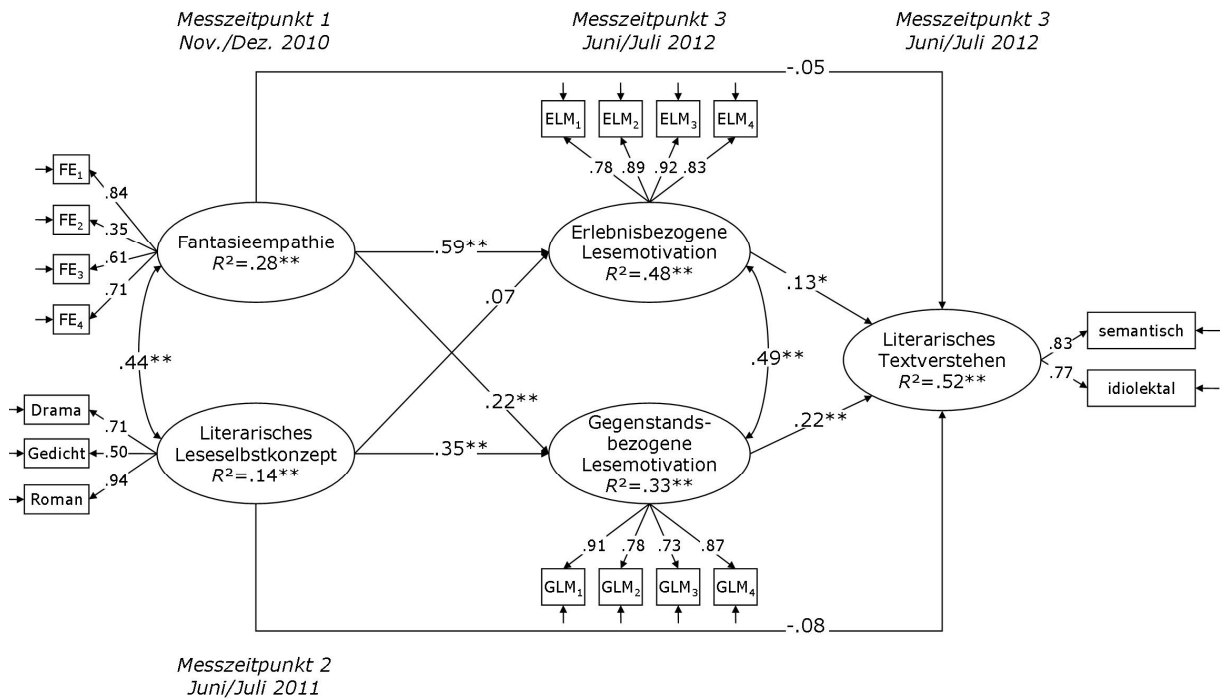 Messzeitpunkt 1
Nov./Dez. 2010
Messzeitpunkt 3
Juni/Juli 2012
Messzeitpunkt 3
Juni/Juli 2012
-.05
ELM₁
ELM₂
ELM₃
ELM₄
.78
.89
.92
.83
FE₁
FE₂
FE₃
FE₄
.84
.35
.61
.71
Fantasieempathie
R²=.28**
.59**
.07
Erlebnisbezogene
Lesemotivation
R²=.48**
.13*
.44**
.49**
Literarisches
Textverstehen
R²=.52**
.83
.77
semantisch
idiolektal
Drama
Gedicht
Roman
.71
.50
.94
Literarisches
Leseselbstkonzept
R²=.14**
.22**
.35**
Gegenstands-
bezogene
Lesemotivation
R²=.33**
.22**
.91
.78
.73
.87
GLM₁
GLM₂
GLM₃
GLM₄
-.08
Messzeitpunkt 2
Juni/Juli 2011